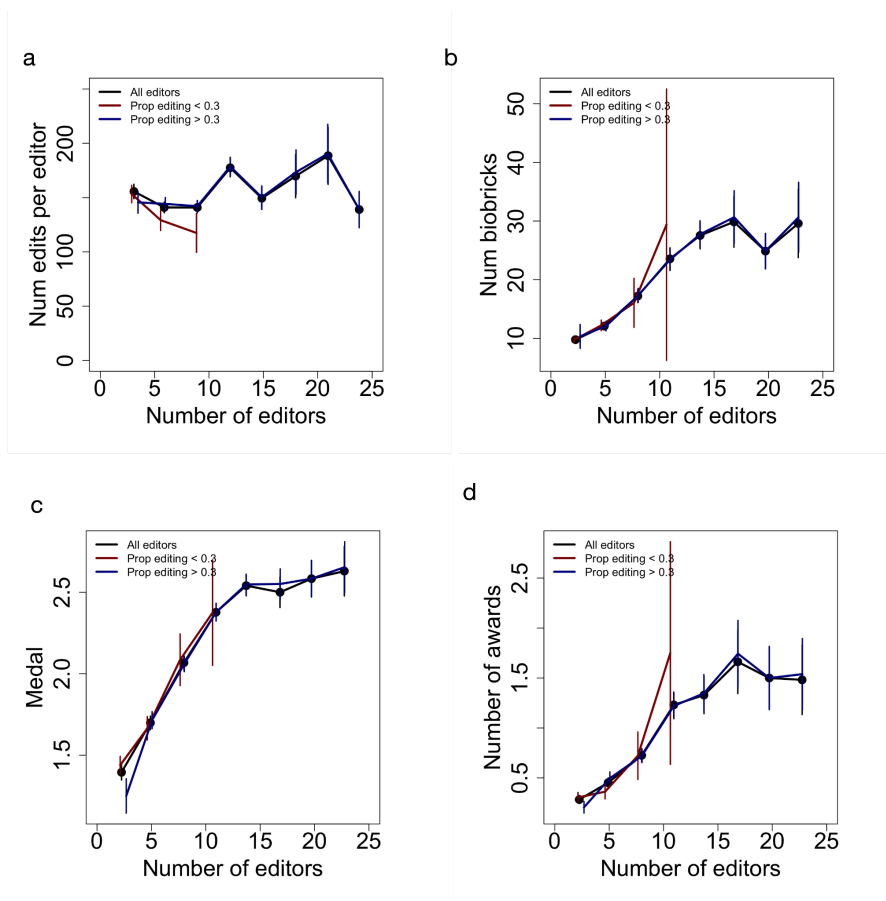 a
All editors
Prop editing < 0.3
Prop editing > 0.3
Num edits per editor
0
50
100
200
0 5 10 15 20 25
Number of editors
b
All editors
Prop editing < 0.3
Prop editing > 0.3
Num biobricks
10
20
30
40
50
0 5 10 15 20 25
Number of editors
c
All editors
Prop editing < 0.3
Prop editing > 0.3
Medal
1.5
2.0
2.5
0 5 10 15 20 25
Number of editors
d
All editors
Prop editing < 0.3
Prop editing > 0.3
Number of awards
0.5
1.5
2.5
0 5 10 15 20 25
Number of editors